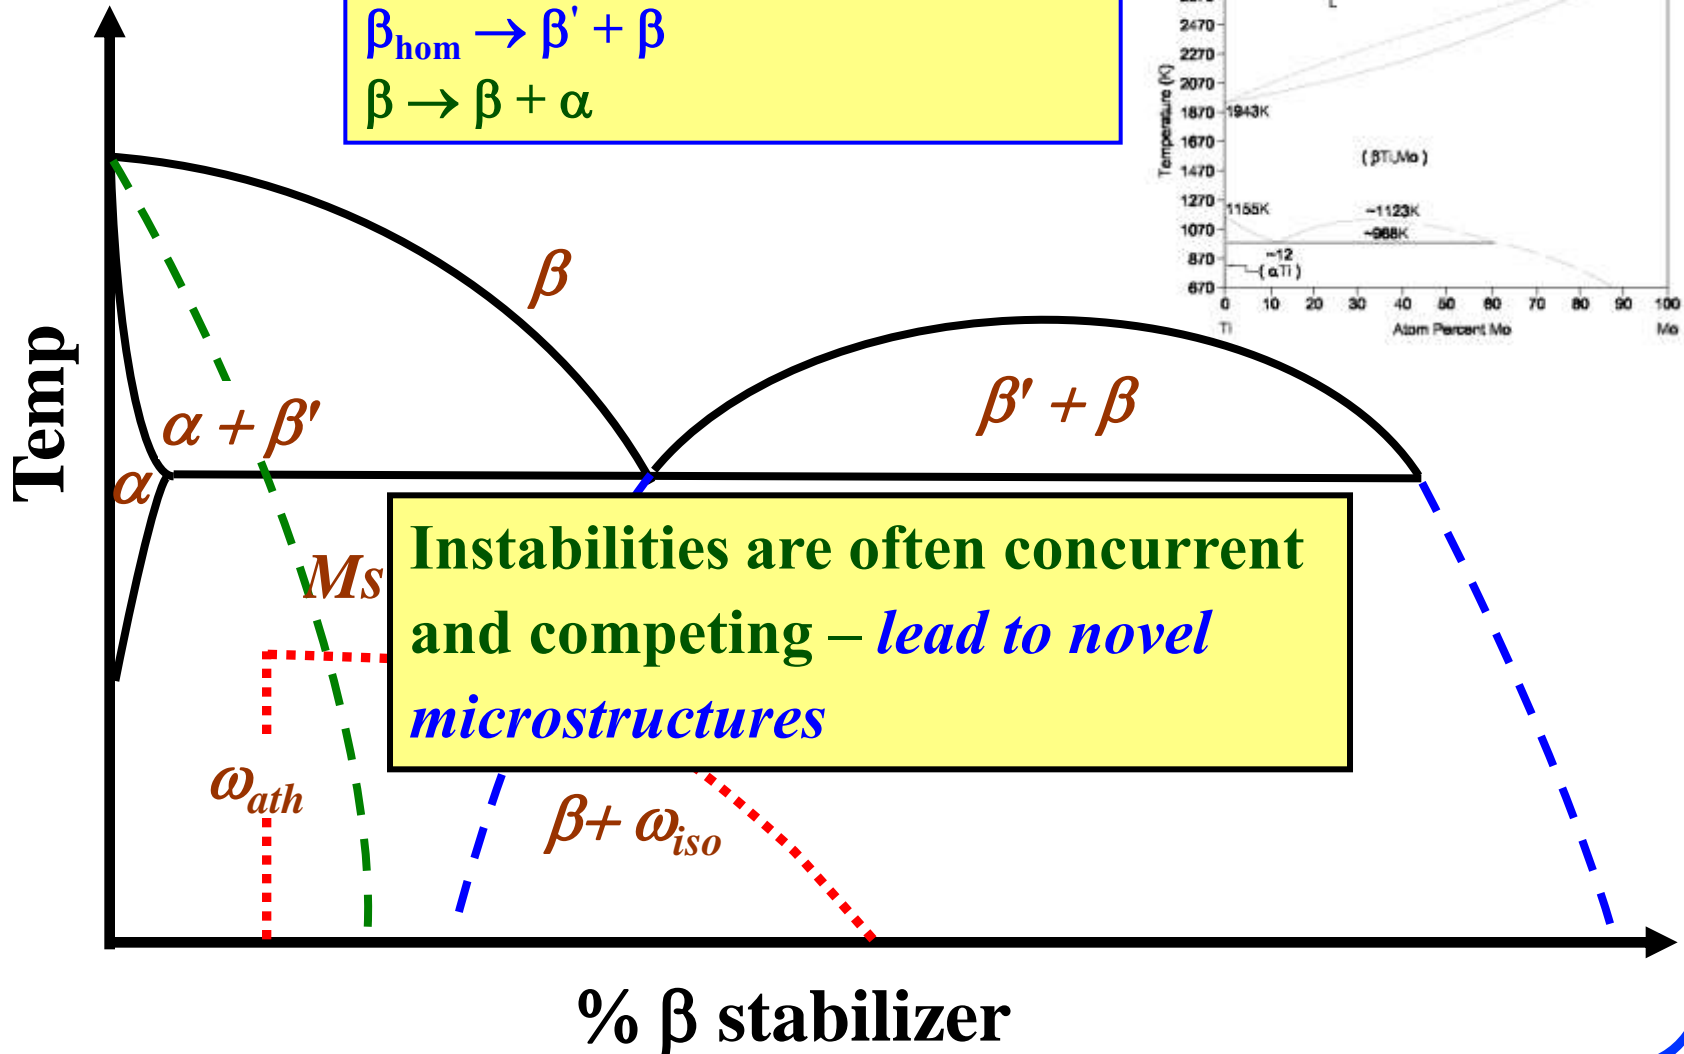 βhom → β' + β
β → β + α
L
2470
2270
2070
1870
1670
1470
1270
1070
870
670
Temperature (K)
1943K
( βTi,Mo )
1155K
~1123K
~968K
~12
( αTi )
0 10 20 30 40 50 60 70 80 90 100
Ti Atom Percent Mo Mo
Temp
β
α + β'
β' + β
α
Ms
Instabilities are often concurrent
and competing – lead to novel
microstructures
ωath
β+ ωiso
% β stabilizer